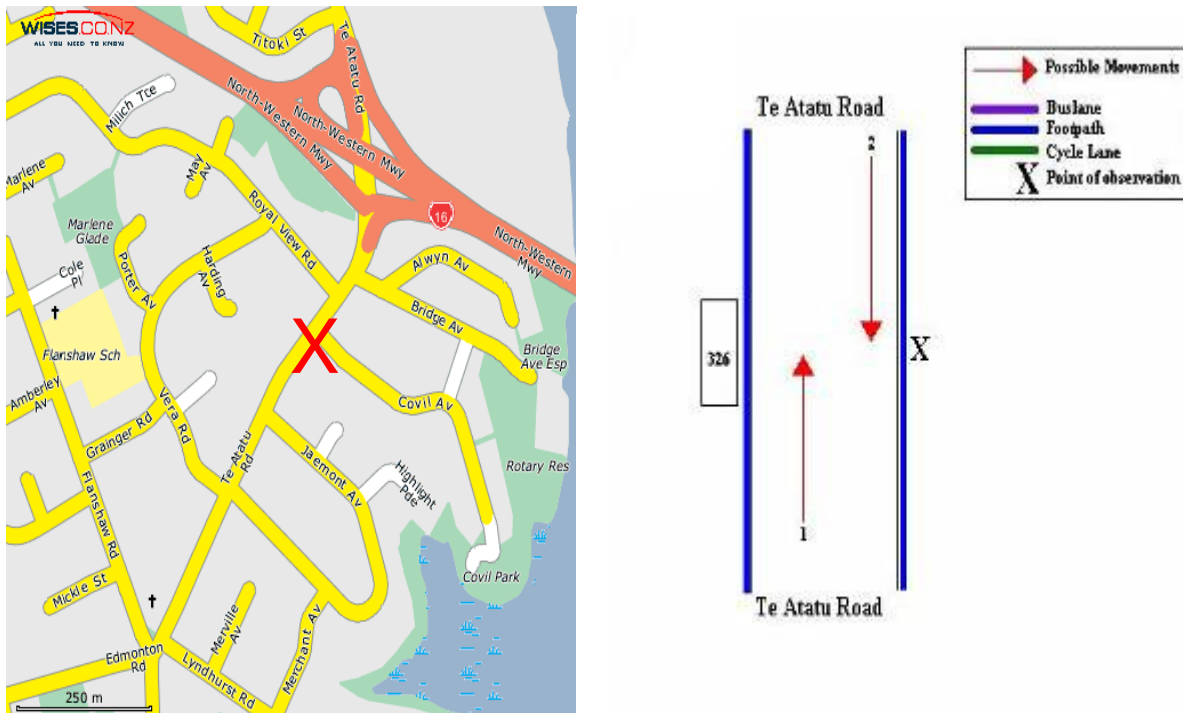 WISES.CO.NZ
ALL YOU NEED TO KNOW
Titoki St
Te Atatu Rd
Milich Tce
North-Western Mwy
North-Western Mwy
North-Western Mwy
May Av
Marlene Av
Royal View Rd
16
Marlene Glade
North-Western Mwy
Cole Pl
Porter Av
Harding Av
Alwyn Av
Bridge Av
Flanshaw Sch
X
Bridge Ave Esp
Amberley Av
Vera Rd
Covil Av
Grainger Rd
Te Atatu Rd
Jaemont Av
Highlight Pde
Rotary Res
Flanshaw Rd
Covil Park
Mickle St
Merville Av
Merchant Av
Edmonton Rd
Lyndhurst Rd
250 m
Possible Movements
Buslane
Footpath
Cycle Lane
X Point of observation
Te Atatu Road
2
326
X
1
Te Atatu Road